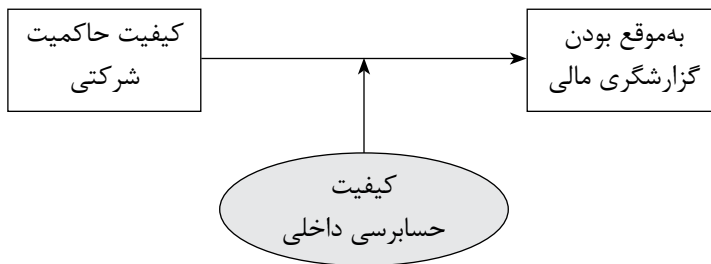 کیفیت حاکمیت
شرکتی
به‌موقع بودن
گزارشگری مالی
کیفیت
حسابرسی داخلی